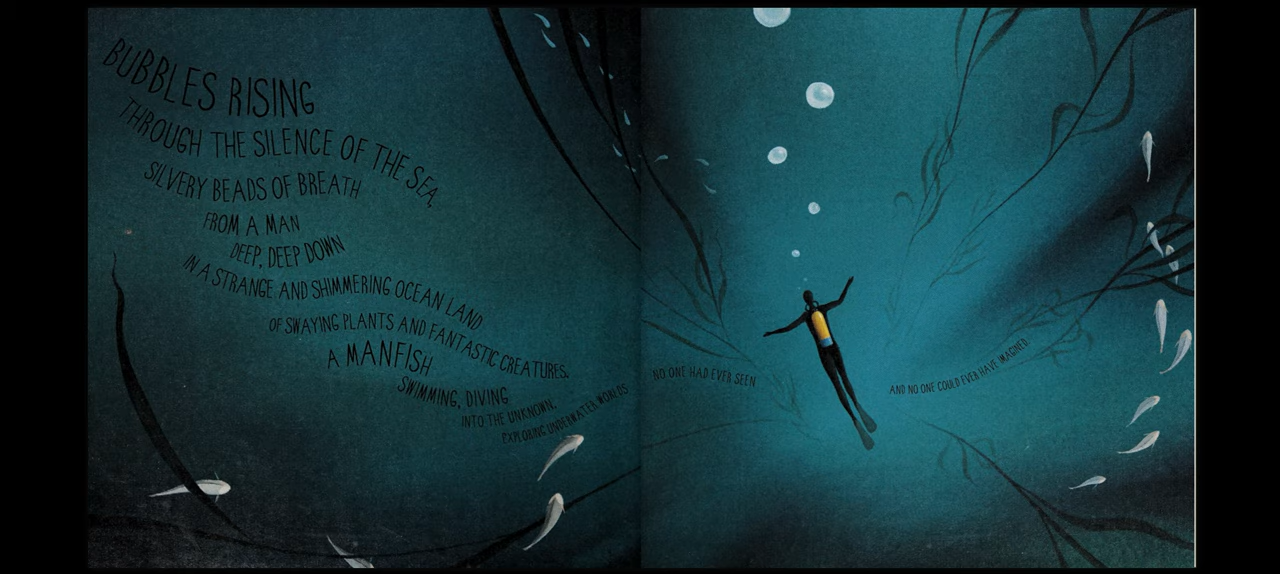 BUBBLES RISING
THROUGH THE SILENCE OF THE SEA,
SILVERY BEADS OF BREATH
FROM A MAN
DEEP, DEEP DOWN
IN A STRANGE AND SHIMMERING OCEAN LAND
OF SWAYING PLANTS AND FANTASTIC CREATURES.
A MANFISH
SWIMMING, DIVING
INTO THE UNKNOWN,
EXPLORING UNDERWATER WORLDS
NO ONE HAD EVER SEEN
AND NO ONE COULD EVER HAVE IMAGINED.